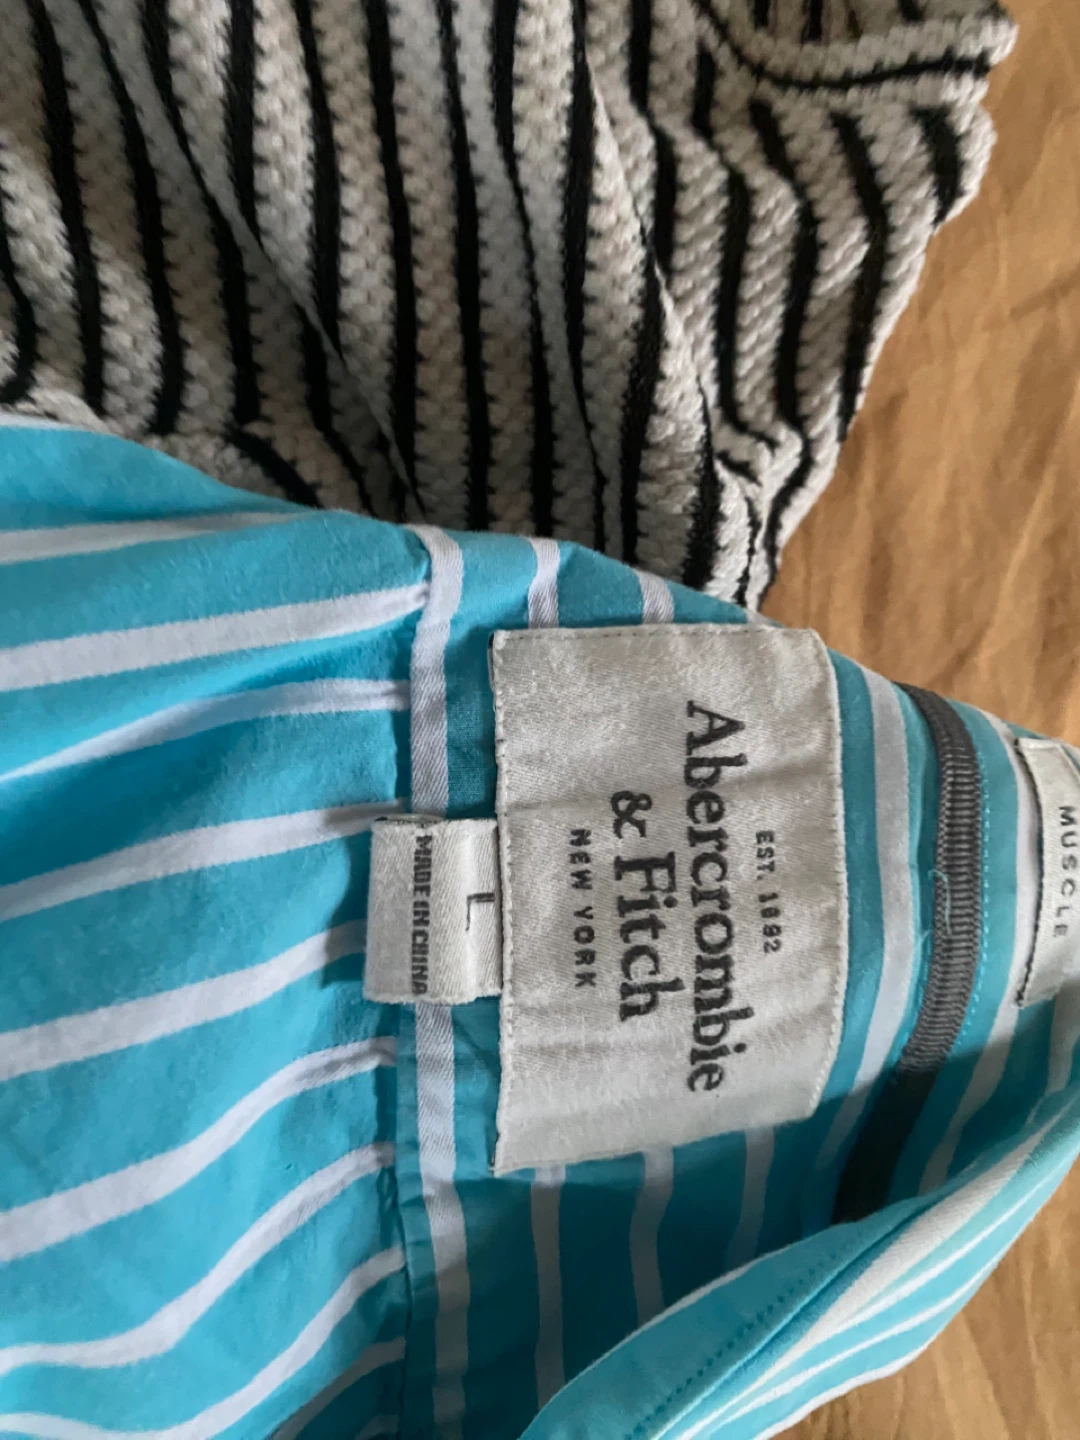 MUSCLE
EST. 1892
Abercrombie
& Fitch
NEW YORK
L
MADE IN CHINA